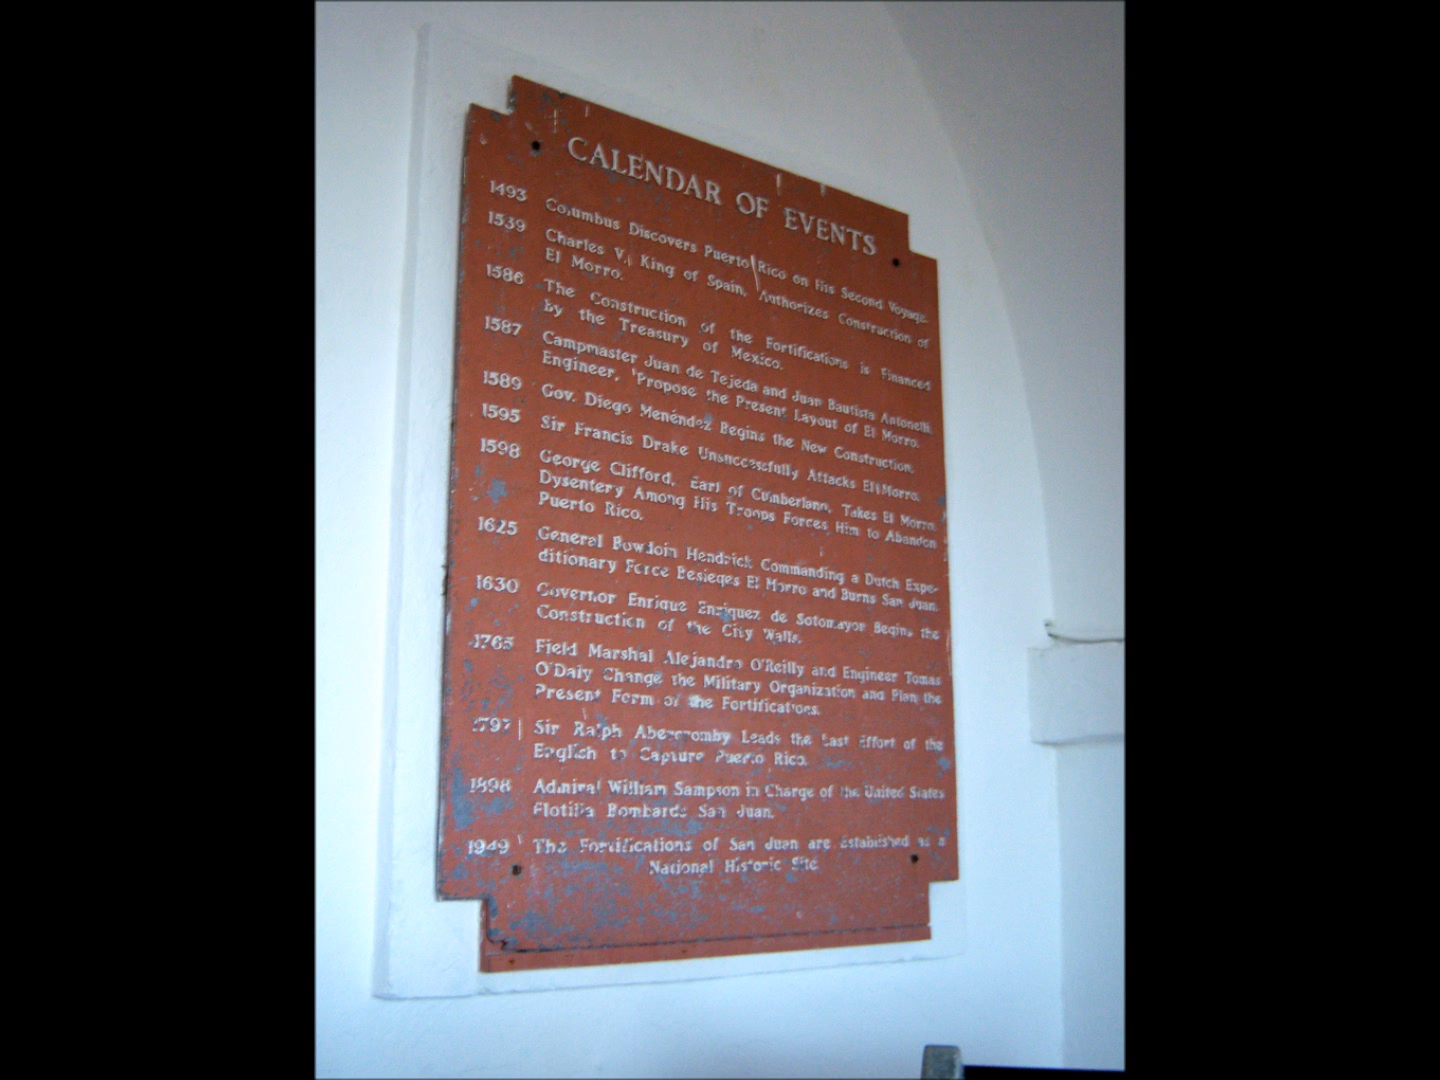 CALENDAR OF EVENTS
1493 Columbus Discovers Puerto Rico on His Second Voyage.
1539 Charles V, King of Spain, Authorizes Construction of
El Morro.
1586 The Construction of the Fortifications is Financed
by the Treasury of Mexico.
1587 Campmaster Juan de Tejeda and Juan Bautista Antonelli,
Engineer, Propose the Present Layout of El Morro.
1589 Gov. Diego Menéndez Begins the New Construction.
1595 Sir Francis Drake Unsuccessfully Attacks El Morro.
1598 George Clifford, Earl of Cumberland, Takes El Morro.
Dysentery Among His Troops Forces Him to Abandon
Puerto Rico.
1625 General Bowdoin Hendrick Commanding a Dutch Expe-
ditionary Force Besieges El Morro and Burns San Juan.
1630 Governor Enrique Enriquez de Sotomayor Begins the
Construction of the City Walls.
1765 Field Marshal Alejandro O'Reilly and Engineer Tomas
O'Daly Change the Military Organization and Plan the
Present Form of the Fortifications.
1797 Sir Ralph Abercromby Leads the Last Effort of the
English to Capture Puerto Rico.
1898 Admiral William Sampson in Charge of the United States
Flotilla Bombards San Juan.
1949 The Fortifications of San Juan are Established as a
National Historic Site